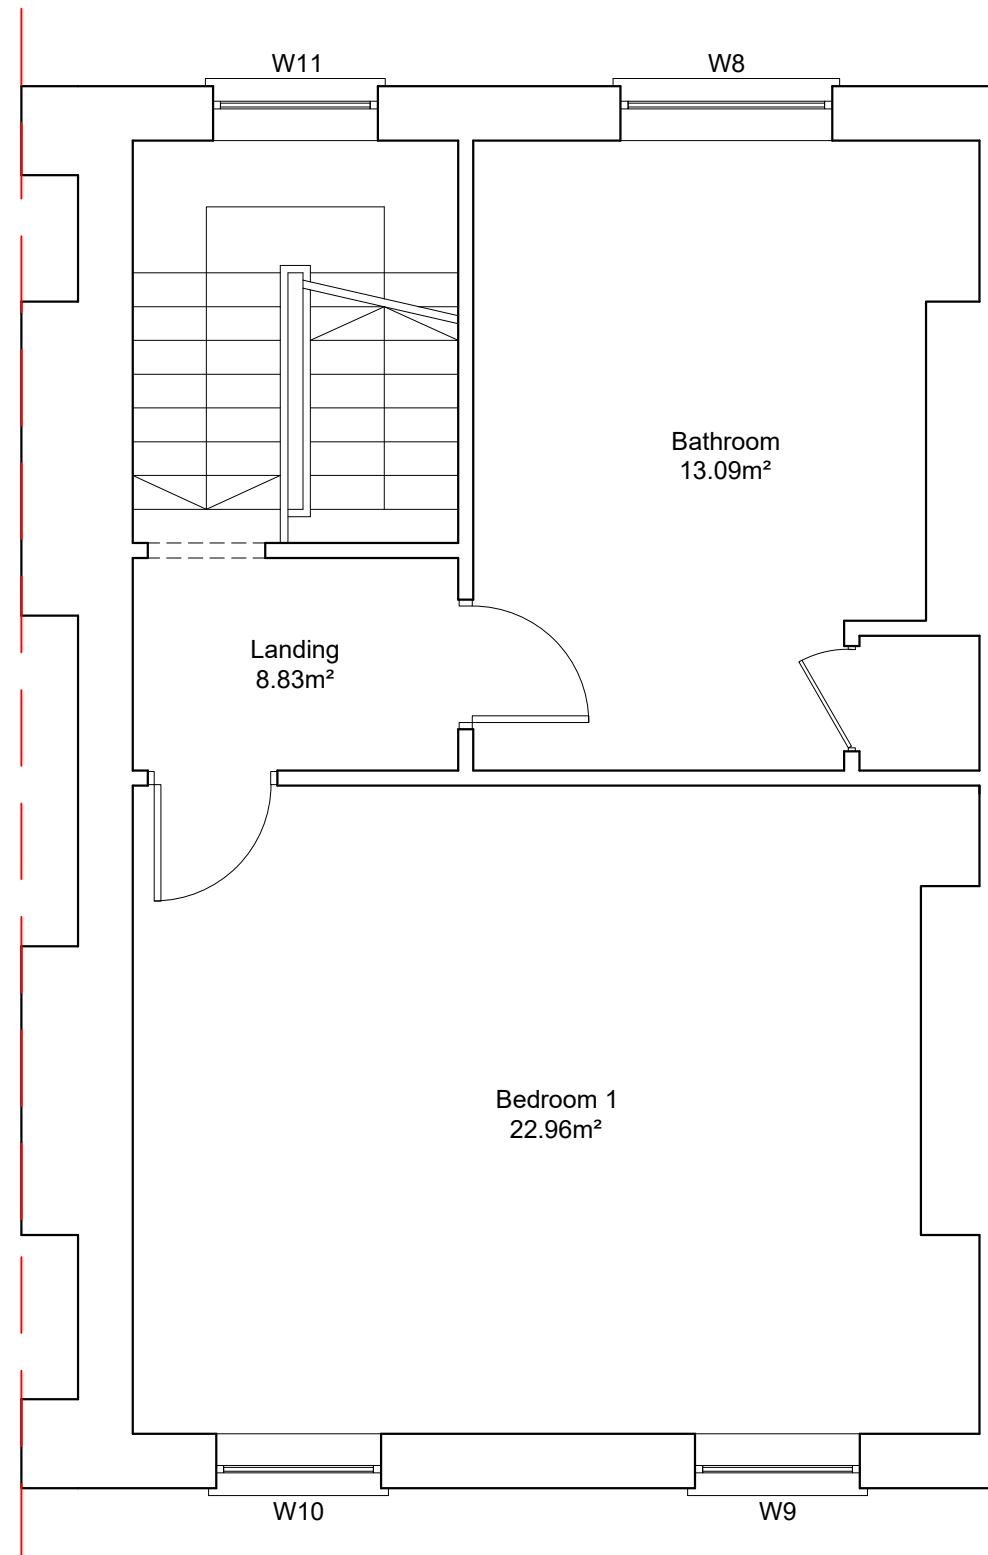 W11
W8
Bathroom
13.09m²
Landing
8.83m²
Bedroom 1
22.96m²
W10
W9